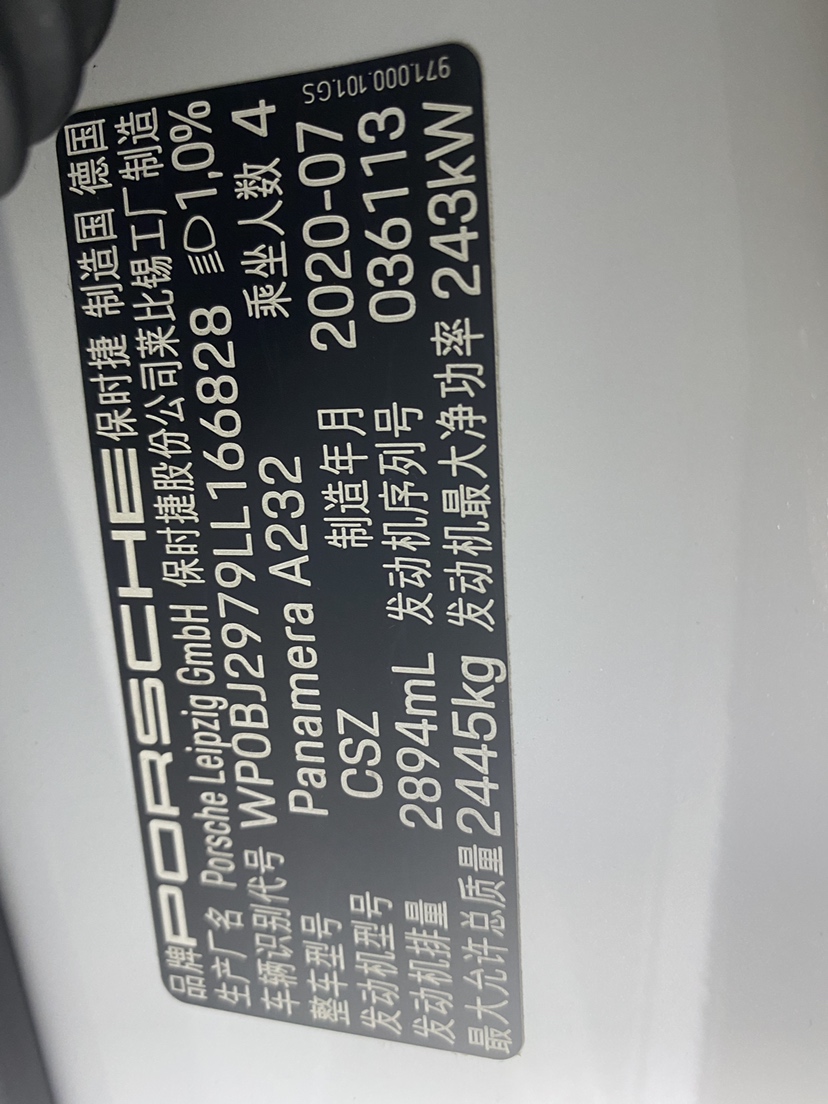 品牌 PORSCHE 保时捷 制造国 德国
生产厂名 Porsche Leipzig GmbH 保时捷股份公司莱比锡工厂制造
车辆识别代号 WP0BJ2979LL166828 1,0%
整车型号 Panamera A232 乘坐人数 4
发动机型号 CSZ 制造年月 2020-07
发动机排量 2894mL 发动机序列号 036113
最大允许总质量 2445kg 发动机最大净功率 243kW
971.000.101.GS